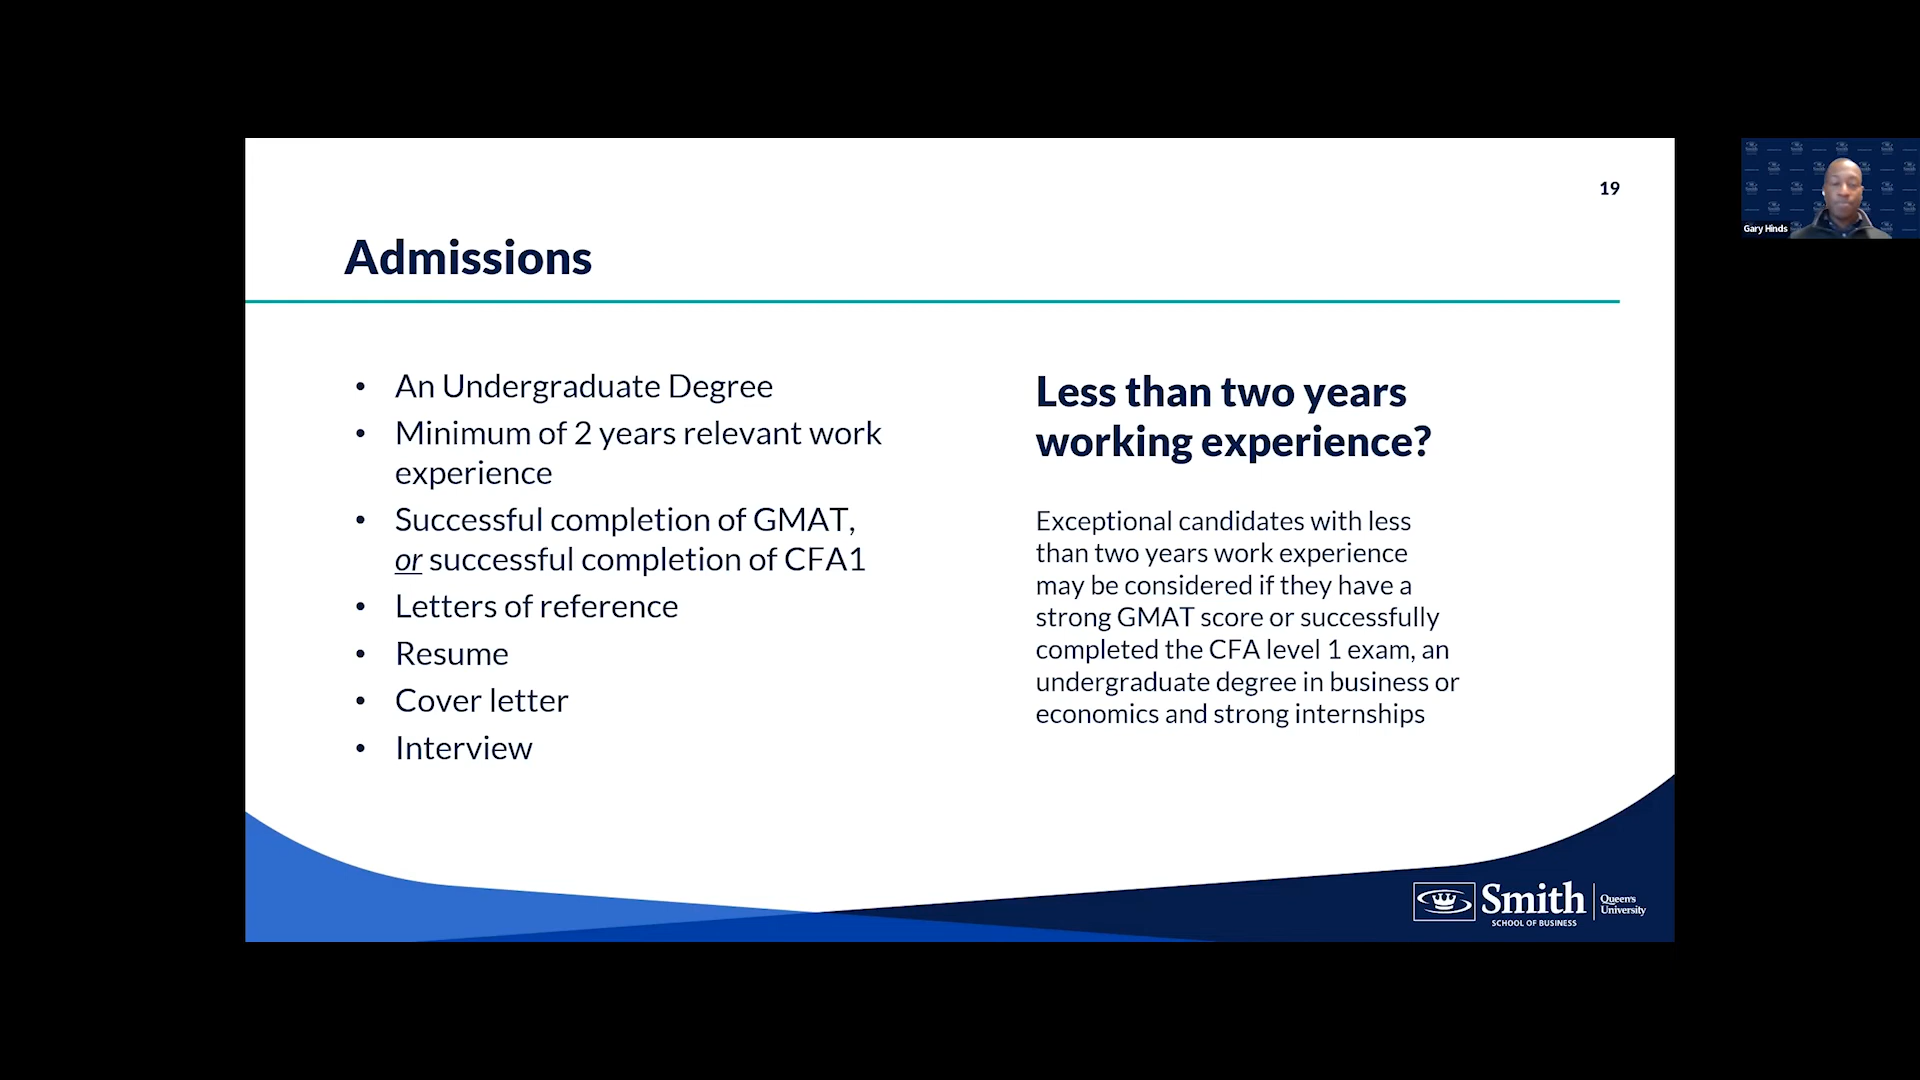 19
Admissions
• An Undergraduate Degree
• Minimum of 2 years relevant work
experience
• Successful completion of GMAT,
or successful completion of CFA1
• Letters of reference
• Resume
• Cover letter
• Interview
Less than two years
working experience?
Exceptional candidates with less
than two years work experience
may be considered if they have a
strong GMAT score or successfully
completed the CFA level 1 exam, an
undergraduate degree in business or
economics and strong internships
Smith
SCHOOL OF BUSINESS
Queen's
University
Gary Hinds